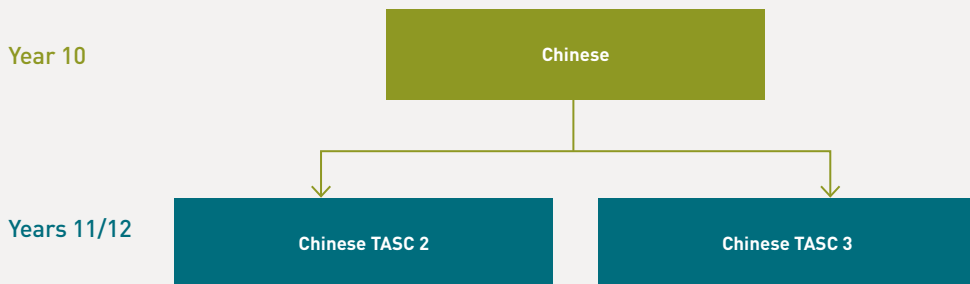 Year 10
Chinese
Years 11/12
Chinese TASC 2
Chinese TASC 3